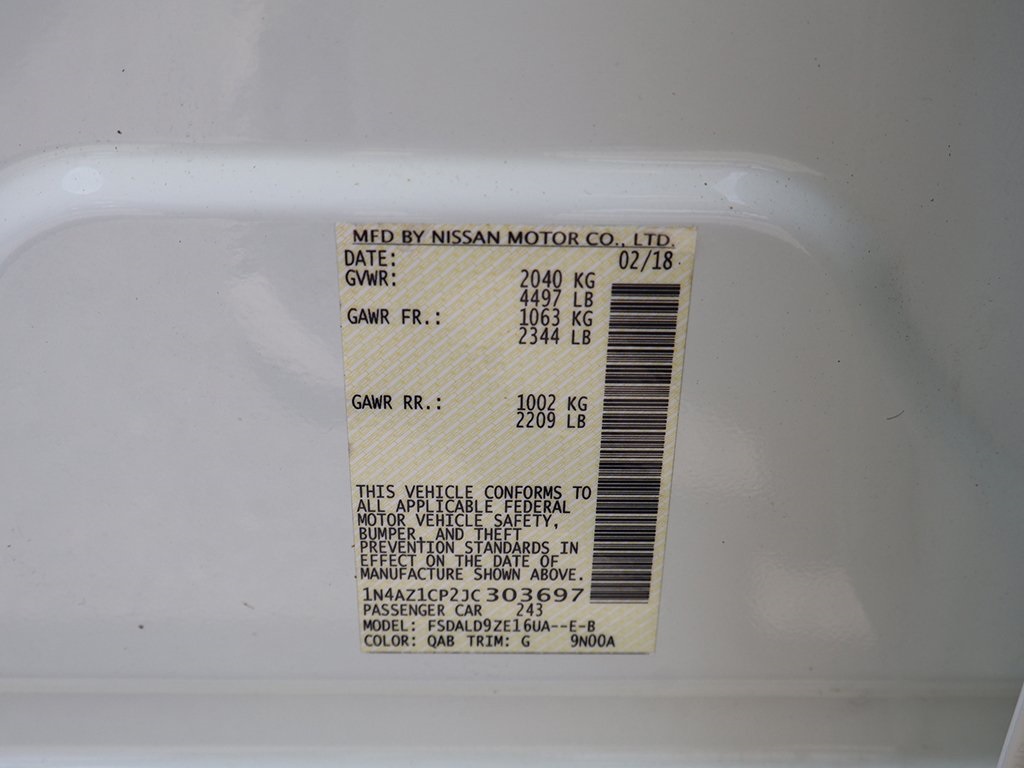 MFD BY NISSAN MOTOR CO., LTD.
DATE: 02/18
GVWR: 2040 KG
4497 LB
GAWR FR.: 1063 KG
2344 LB
GAWR RR.: 1002 KG
2209 LB
THIS VEHICLE CONFORMS TO
ALL APPLICABLE FEDERAL
MOTOR VEHICLE SAFETY,
BUMPER, AND THEFT
PREVENTION STANDARDS IN
EFFECT ON THE DATE OF
MANUFACTURE SHOWN ABOVE.
1N4AZ1CP2JC303697
PASSENGER CAR 243
MODEL: FSDALD9ZE16UA--E-B
COLOR: QAB TRIM: G 9N00A